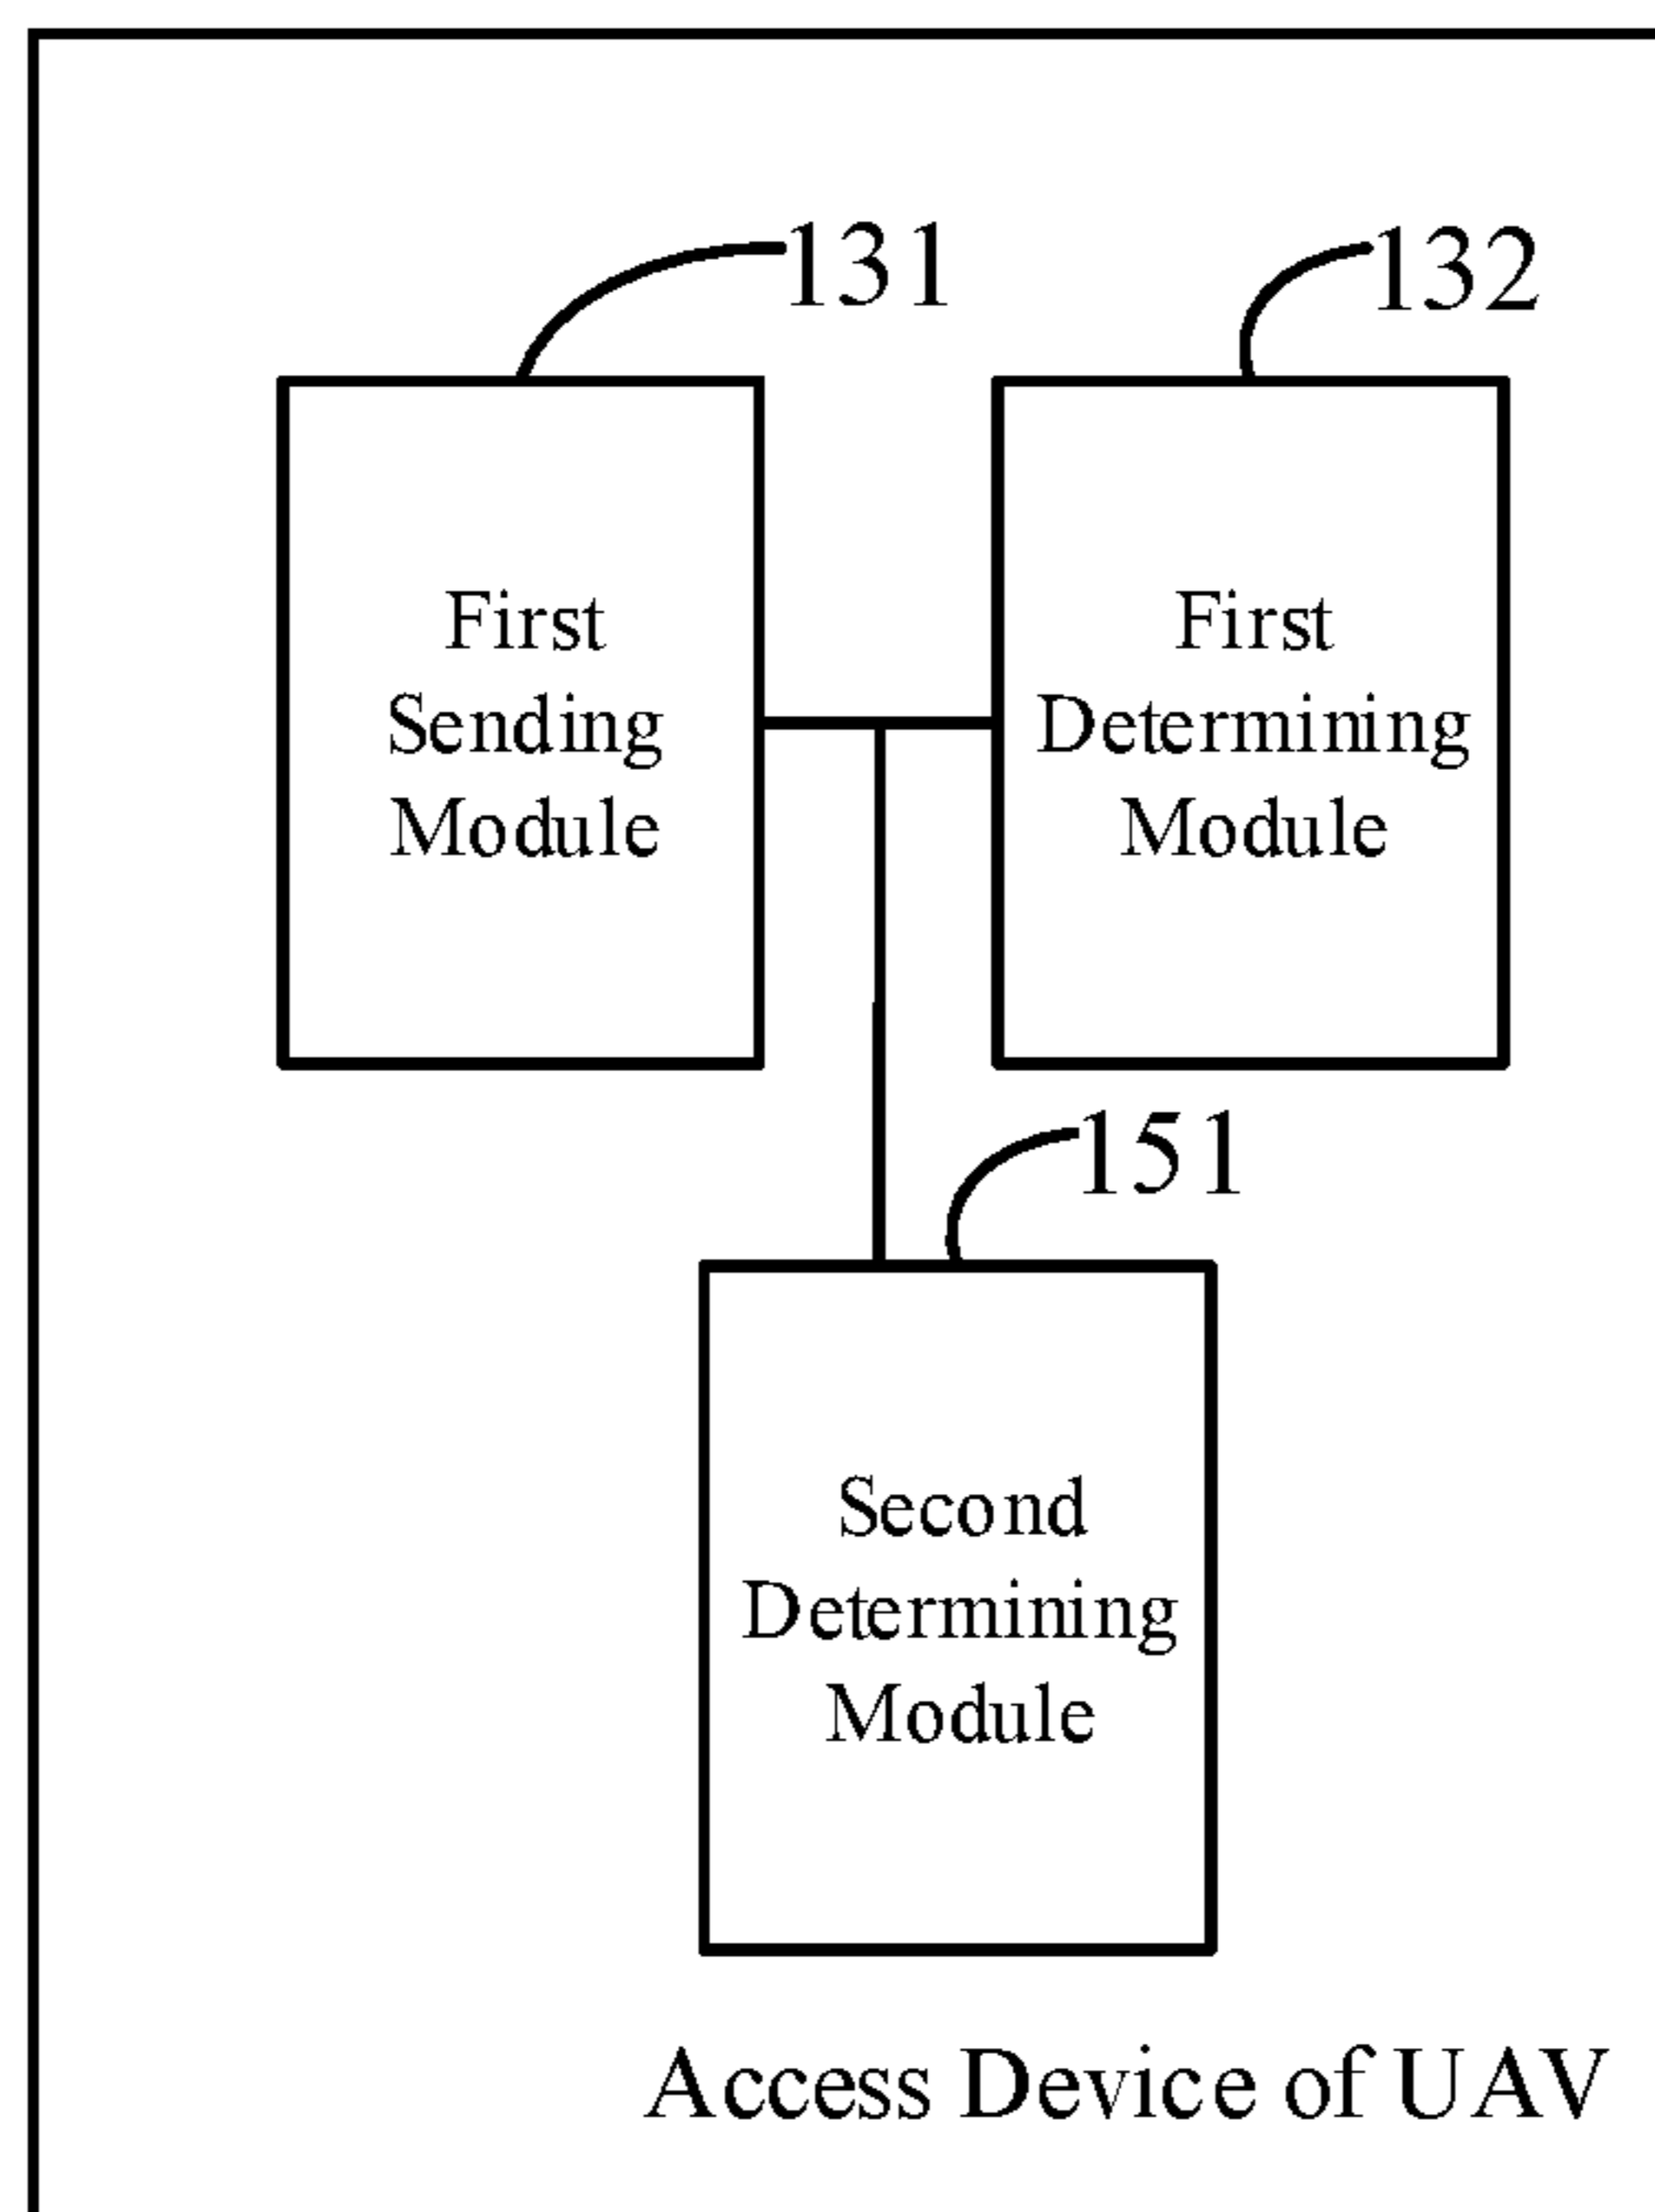 131
132
First
Sending
Module
First
Determining
Module
151
Second
Determining
Module
Access Device of UAV